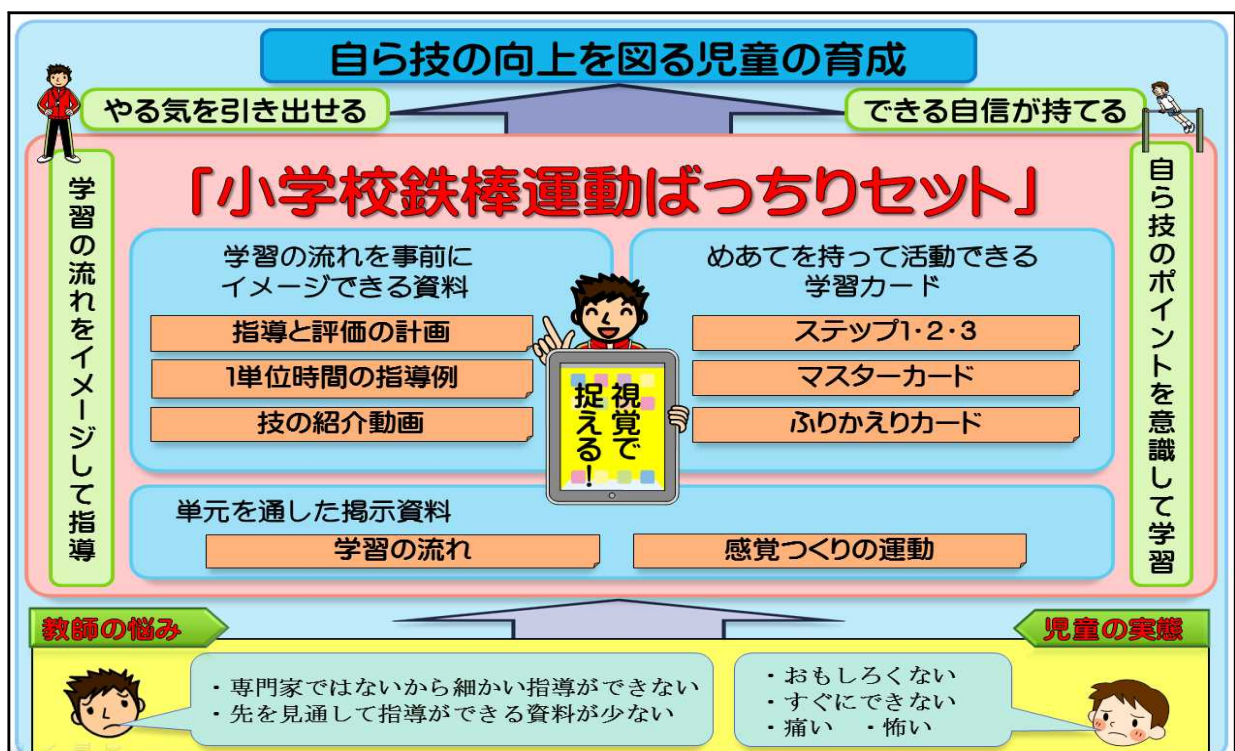 自ら技の向上を図る児童の育成
やる気を引き出せる
できる自信が持てる
「小学校鉄棒運動ばっちりセット」
学習の流れをイメージして指導
自ら技のポイントを意識して学習
学習の流れを事前に
イメージできる資料
指導と評価の計画
1単位時間の指導例
技の紹介動画
めあてを持って活動できる
学習カード
ステップ1・2・3
マスターカード
ふりかえりカード
視覚で
捉える!
単元を通した掲示資料
学習の流れ
感覚つくりの運動
教師の悩み
・専門家ではないから細かい指導ができない
・先を見通して指導ができる資料が少ない
児童の実態
・おもしろくない
・すぐにできない
・痛い ・怖い